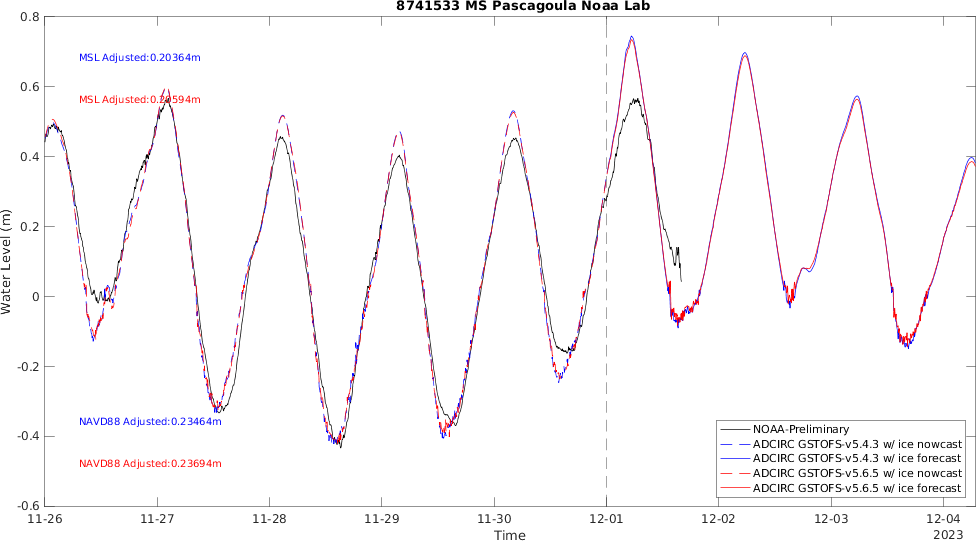 8741533 MS Pascagoula Noaa Lab
MSL Adjusted:0.20364m
MSL Adjusted:0.20594m
NAVD88 Adjusted:0.23464m
NAVD88 Adjusted:0.23694m
Water Level (m)
0.8
0.6
0.4
0.2
0
-0.2
-0.4
-0.6
NOAA-Preliminary
ADCIRC GSTOFS-v5.4.3 w/ ice nowcast
ADCIRC GSTOFS-v5.4.3 w/ ice forecast
ADCIRC GSTOFS-v5.6.5 w/ ice nowcast
ADCIRC GSTOFS-v5.6.5 w/ ice forecast
11-26 11-27 11-28 11-29 11-30 12-01 12-02 12-03 12-04
2023
Time